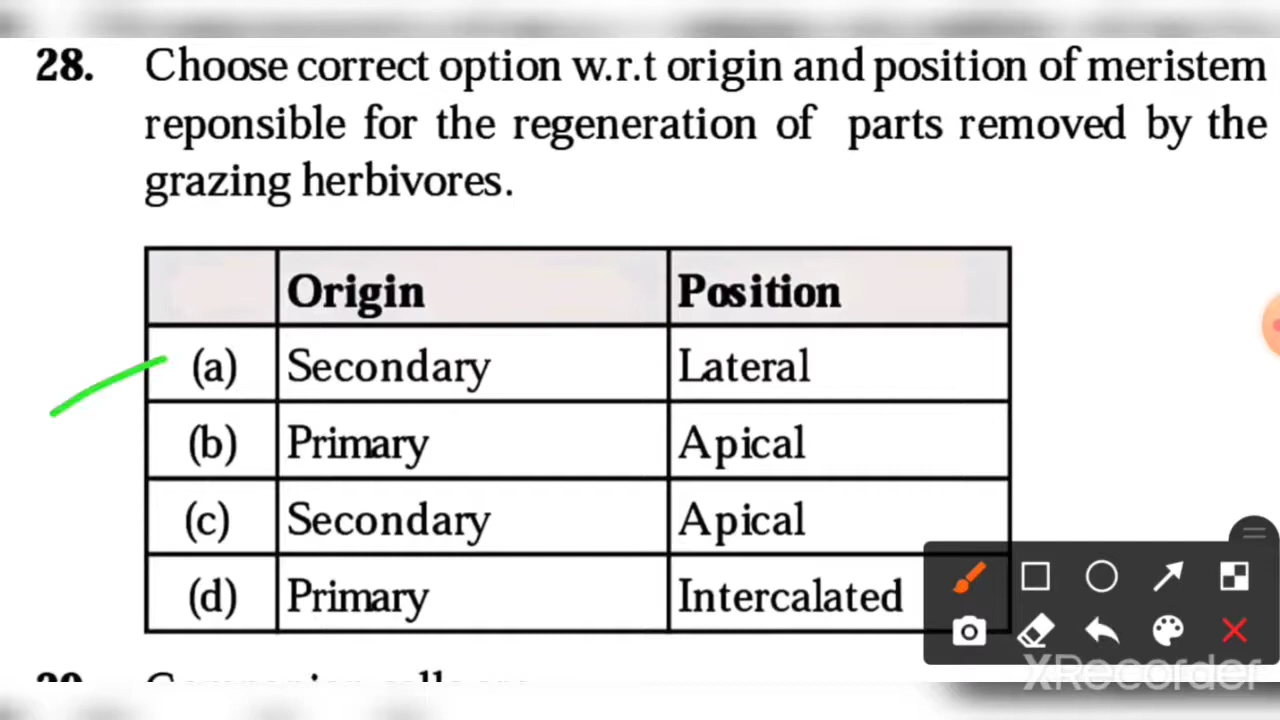 28. Choose correct option w.r.t origin and position of meristem
reponsible for the regeneration of parts removed by the
grazing herbivores.
Origin Position
(a) Secondary Lateral
(b) Primary Apical
(c) Secondary Apical
(d) Primary Intercalated
XRecorder